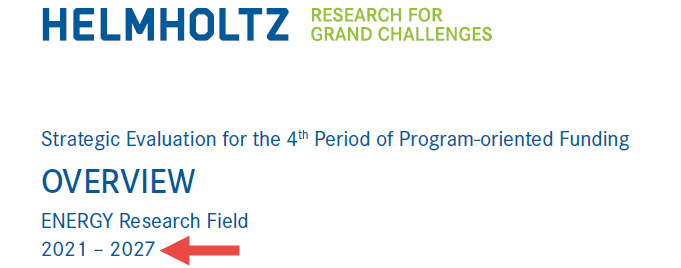 HELMHOLTZ
RESEARCH FOR
GRAND CHALLENGES
Strategic Evaluation for the 4th Period of Program-oriented Funding
OVERVIEW
ENERGY Research Field
2021 – 2027